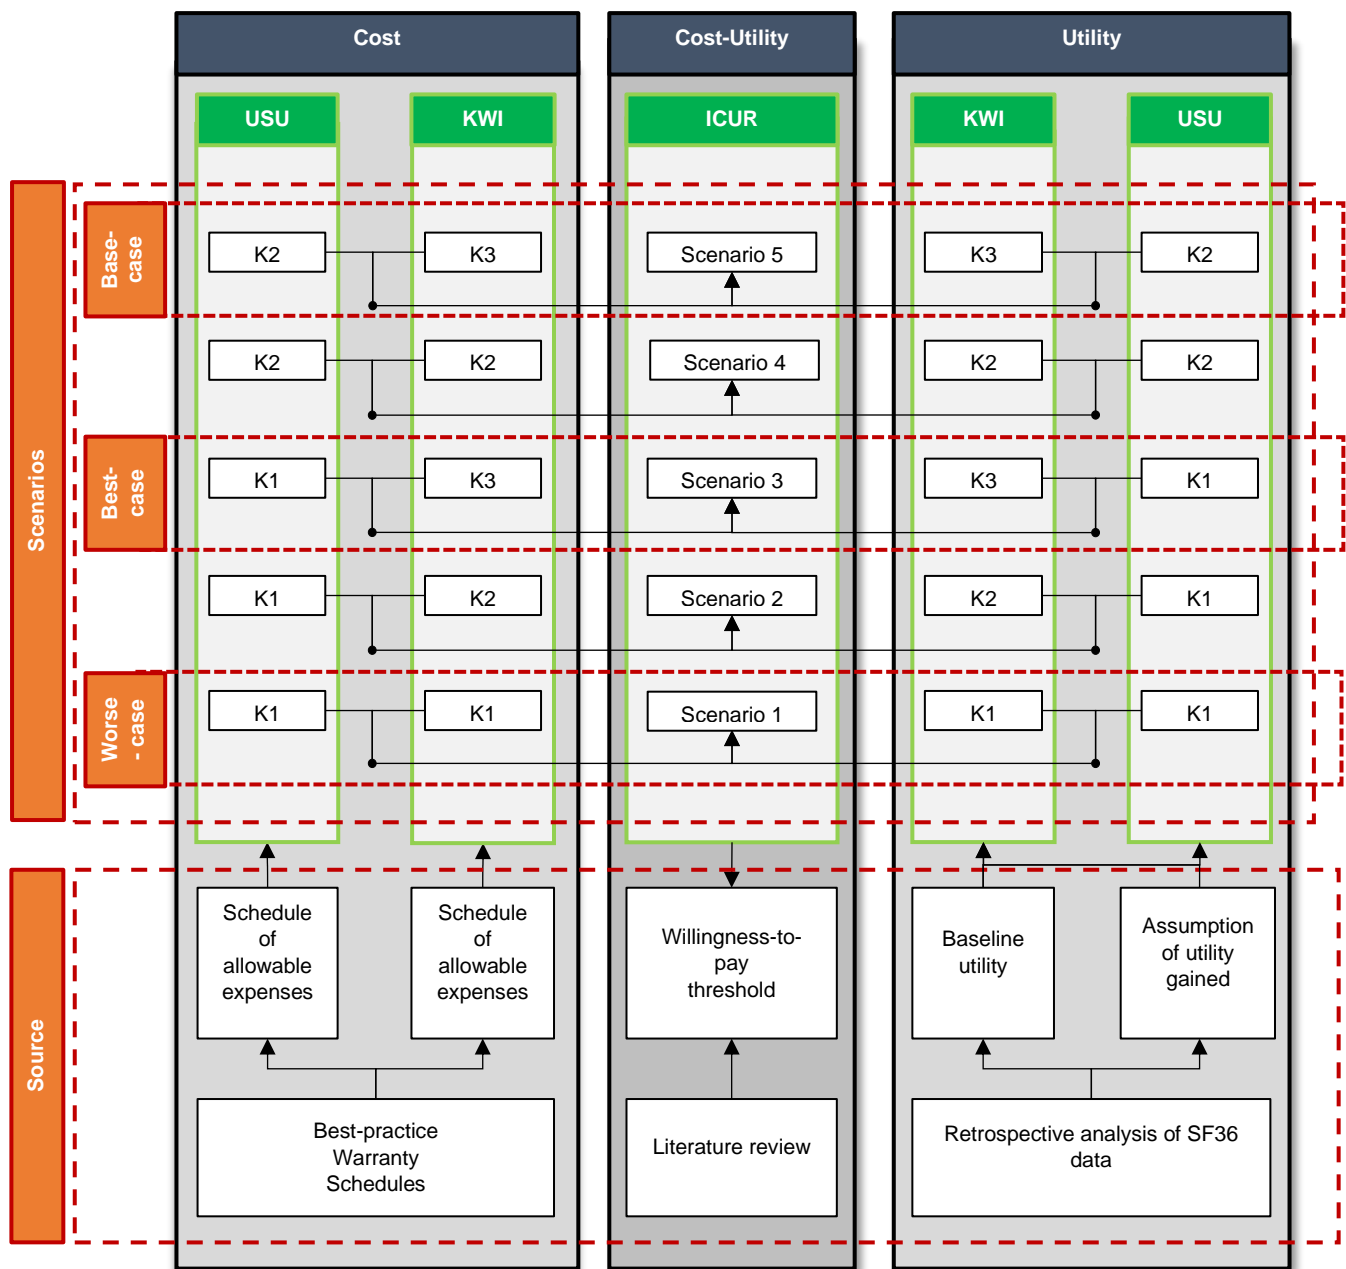 Cost
Cost-Utility
Utility
USU
KWI
ICUR
KWI
USU
Scenarios
Base-
case
K2
K3
Scenario 5
K3
K2
K2
K2
Scenario 4
K2
K2
Best-
case
K1
K3
Scenario 3
K3
K1
K1
K2
Scenario 2
K2
K1
Worse
- case
K1
K1
Scenario 1
K1
K1
Source
Schedule
of
allowable
expenses
Schedule
of
allowable
expenses
Willingness-to-
pay
threshold
Baseline
utility
Assumption
of utility
gained
Best-practice
Warranty
Schedules
Literature review
Retrospective analysis of SF36
data